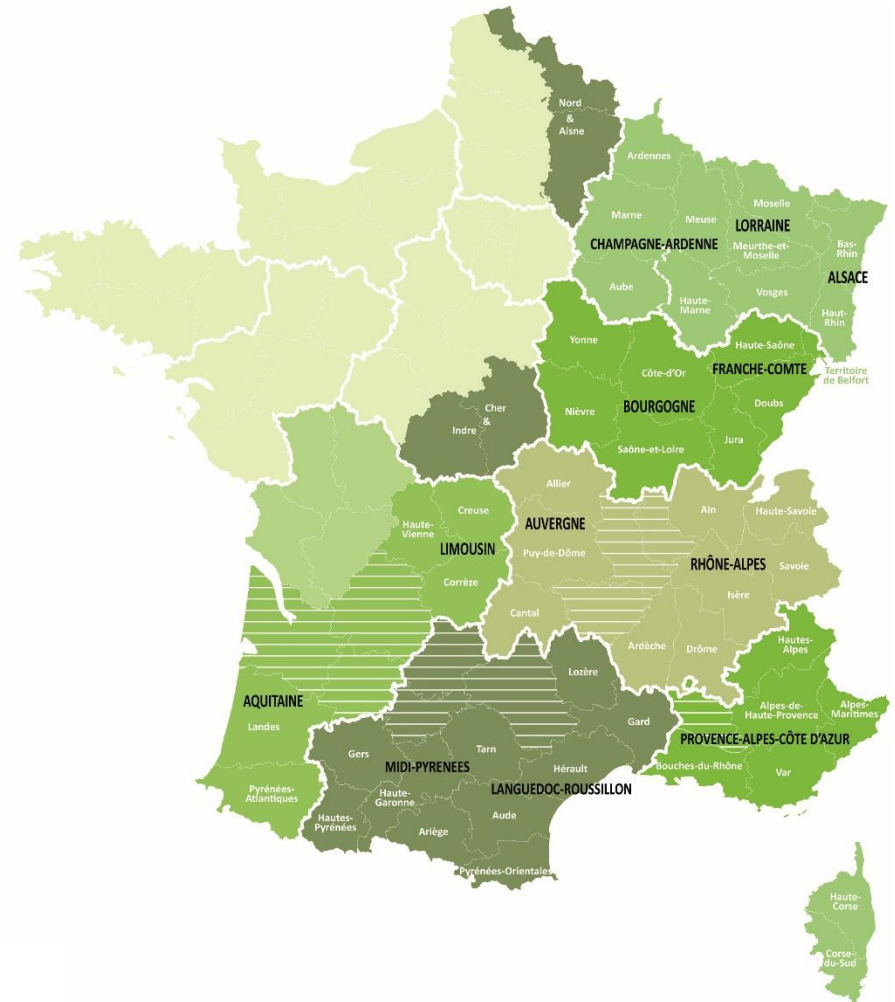 Nord
&
Aisne
Ardennes
Marne
Meuse
Moselle
LORRAINE
CHAMPAGNE-ARDENNE
Meurthe-et-
Moselle
Bas-
Rhin
ALSACE
Aube
Haute-
Marne
Vosges
Haut-
Rhin
Yonne
Côte-d'Or
Haute-Saône
FRANCHE-COMTE
Territoire
de Belfort
Nièvre
BOURGOGNE
Doubs
Saône-et-Loire
Jura
Cher
&
Indre
Allier
AUVERGNE
Puy-de-Dôme
Cantal
Ain
Haute-Savoie
RHÔNE-ALPES
Savoie
Isère
Ardèche
Drôme
Haute-
Vienne
Creuse
LIMOUSIN
Corrèze
AQUITAINE
Landes
Pyrénées-
Atlantiques
Lozère
Gard
Gers
Tarn
MIDI-PYRENEES
Hérault
LANGUEDOC-ROUSSILLON
Haute-
Garonne
Hautes-
Pyrénées
Ariège
Aude
Pyrénées-Orientales
Hautes-
Alpes
Alpes-de-
Haute-Provence
Alpes-
Maritimes
PROVENCE-ALPES-CÔTE D'AZUR
Bouches-du-Rhône
Var
Haute-
Corse
Corse-
du-Sud